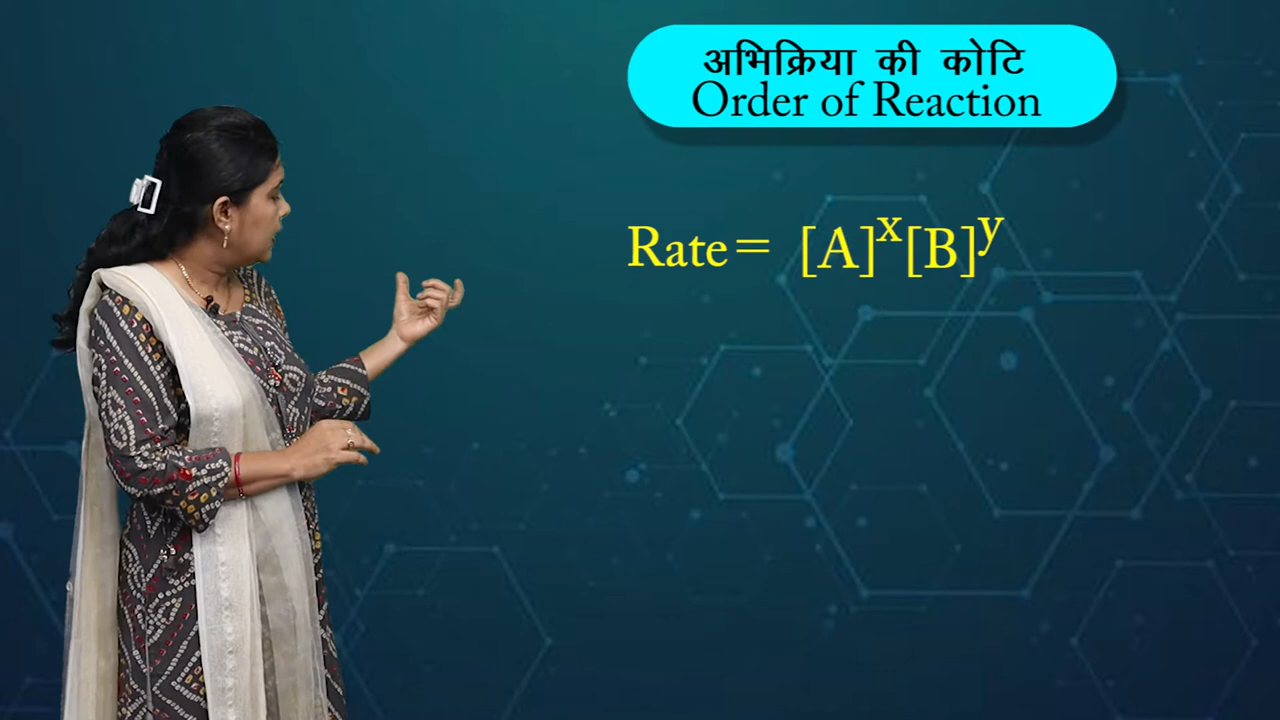 अभिक्रिया की कोटि
Order of Reaction
Rate = [A]^x[B]^y